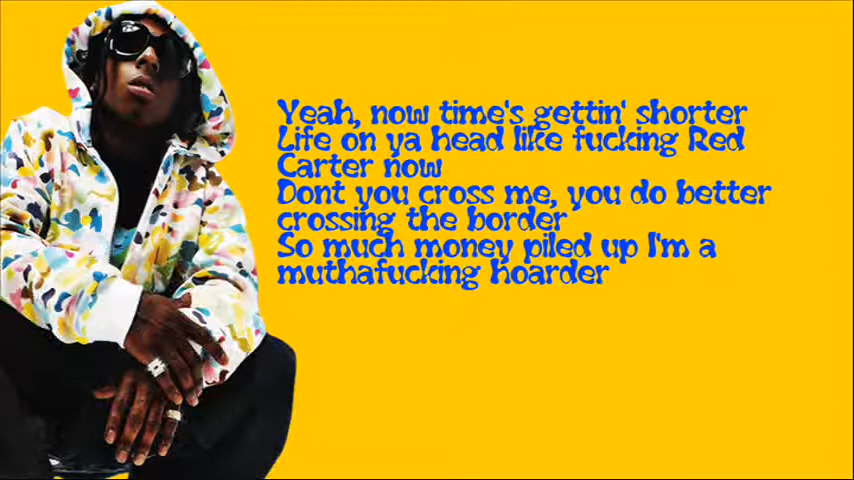 Yeah, now time's gettin' shorter
Life on ya head like fucking Red
Carter now
Dont you cross me, you do better
crossing the border
So much money piled up I'm a
muthafucking hoarder